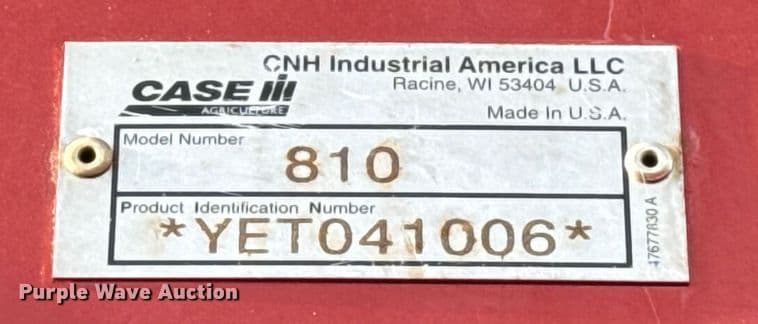 CNH Industrial America LLC
Racine, WI 53404 U.S.A.
CASE IH
AGRICULTURE
Made In U.S.A.
Model Number
810
Product Identification Number
*YET041006*
47677830 A
Purple Wave Auction